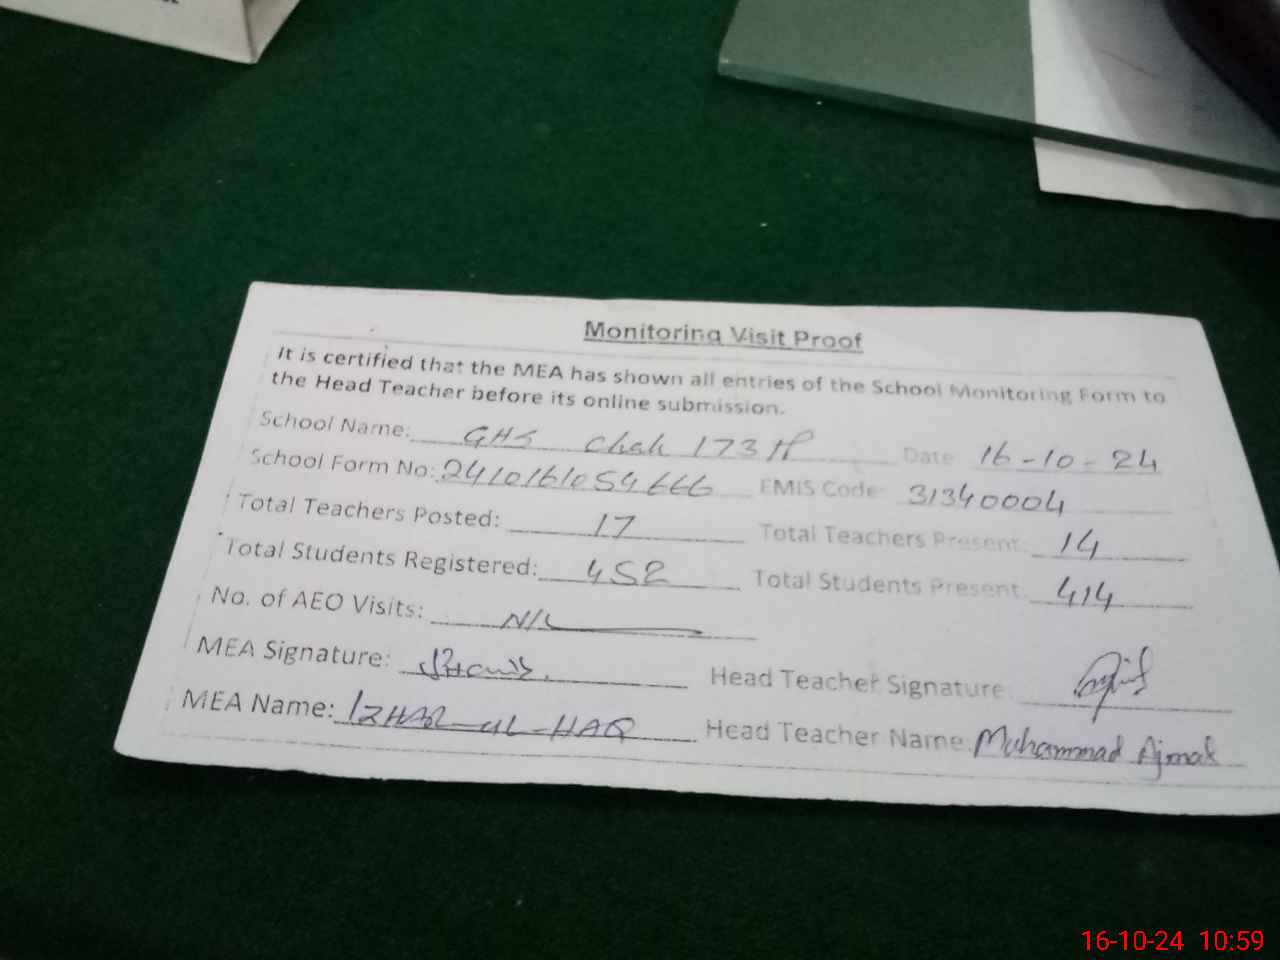 Monitoring Visit Proof
It is certified that the MEA has shown all entries of the School Monitoring Form to
the Head Teacher before its online submission.
School Name: GHS Chak 173 P Date 16-10-24
School Form No: 2410161054666 EMIS Code: 31340004
Total Teachers Posted: 17 Total Teachers Present: 14
Total Students Registered: 452 Total Students Present: 414
No. of AEO Visits: NIL
MEA Signature: Head Teacher Signature:
MEA Name: IZHAR-UL-HAQ Head Teacher Name: Muhammad Ajmal
16-10-24 10:59